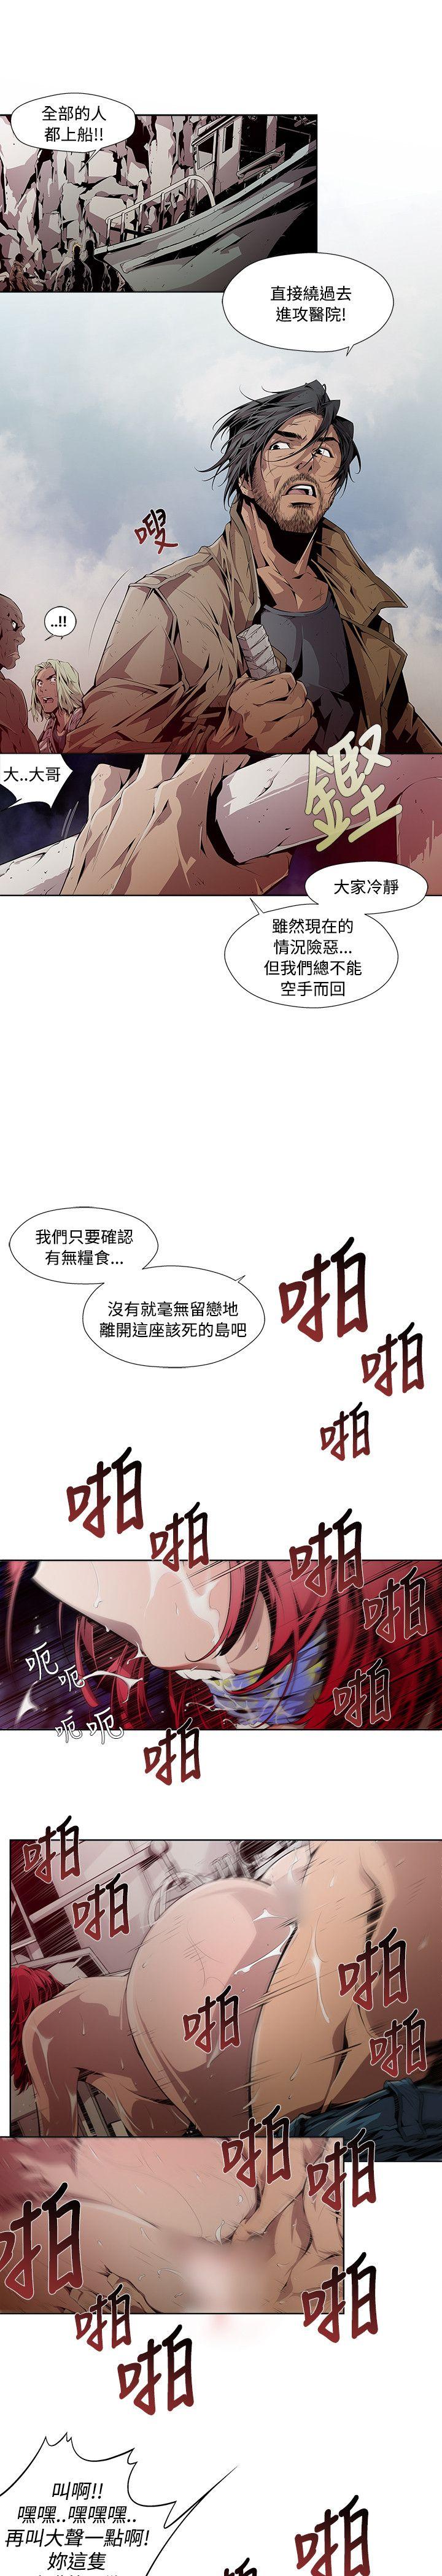 全部的人
都上船!!
直接繞過去
進攻醫院!
嗖
..!!
大..大哥
鏗
大家冷靜
雖然現在的
情況險惡...
但我們總不能
空手而回
我們只要確認
有無糧食...
沒有就毫無留戀地
離開這座該死的島吧
啪
啪
啪
啪
啪
啪
啪
呃
呃
啪
呃
呃
啪
啪
啪
啪
啪
啪
啪
啪
啪
啪
啪
啪
叫啊!!
嘿嘿..嘿嘿嘿..
再叫大聲一點啊!
妳這隻
啪